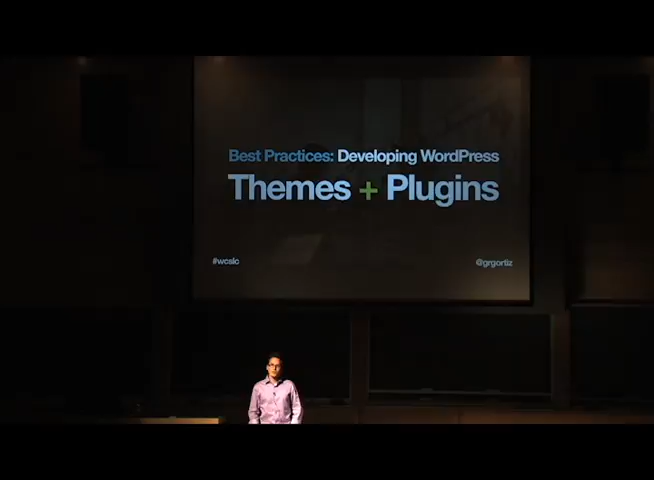 Best Practices: Developing WordPress
Themes + Plugins
#wcslc
@grgortiz